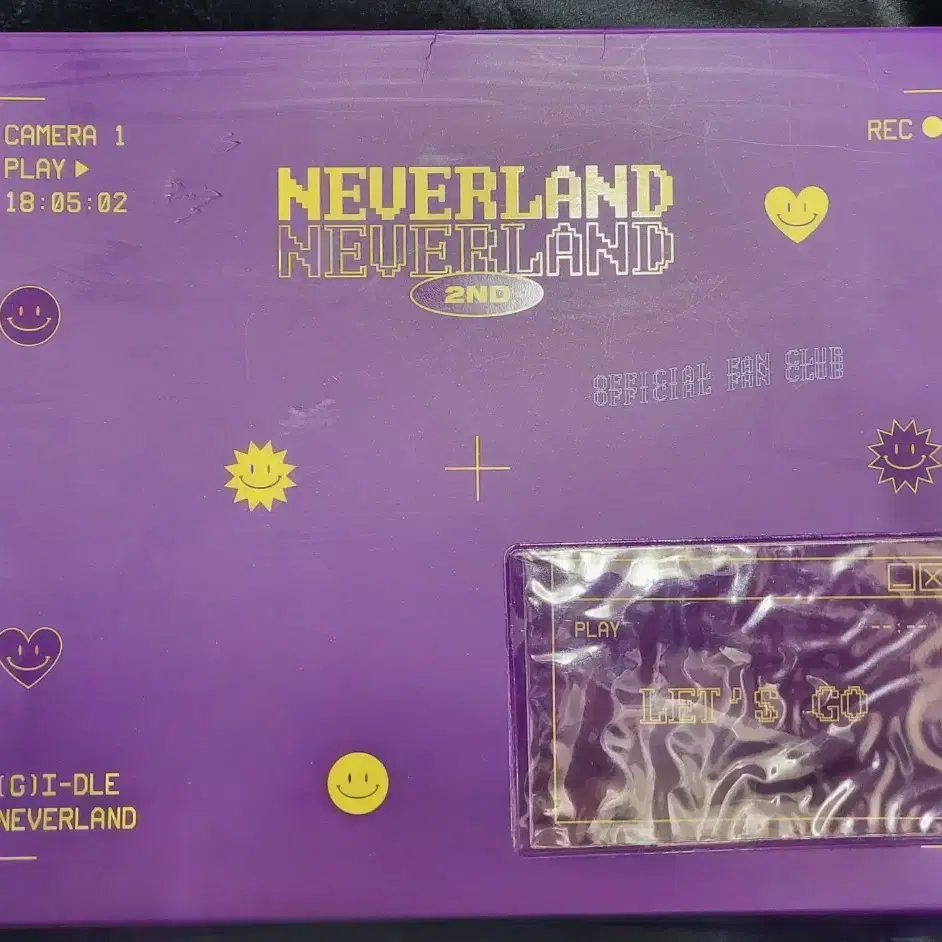 CAMERA 1
PLAY ▶
18:05:02
REC
NEVERLAND
NEVERLAND
2ND
OFFICIAL FAN CLUB
OFFICIAL FAN CLUB
PLAY
--:--
LET'S GO
(G)I-DLE
NEVERLAND